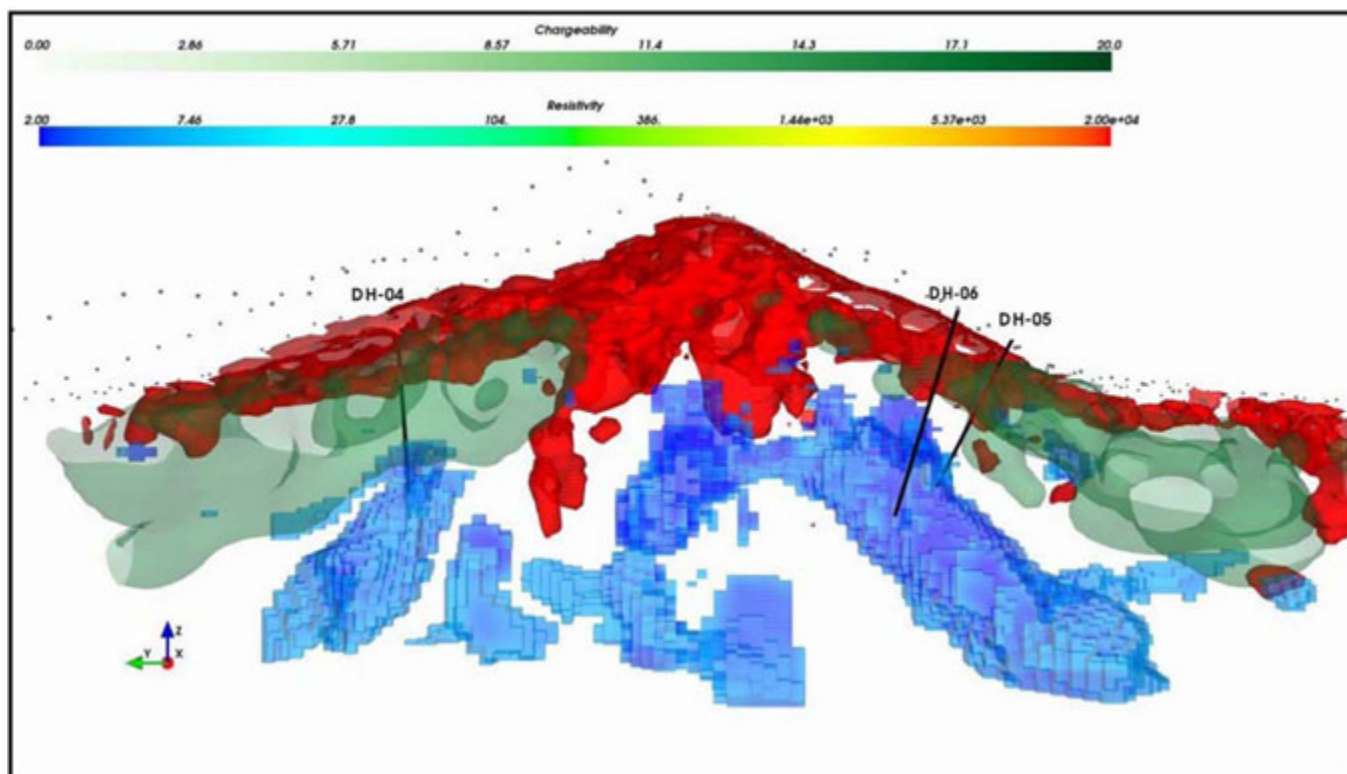 Chargeability
0.00 2.86 5.71 8.57 11.4 14.3 17.1 20.0
Resistivity
2.00 7.46 27.8 104. 386. 1.44e+03 5.37e+03 2.00e+04
DH-04
DH-06
DH-05
Z
Y X